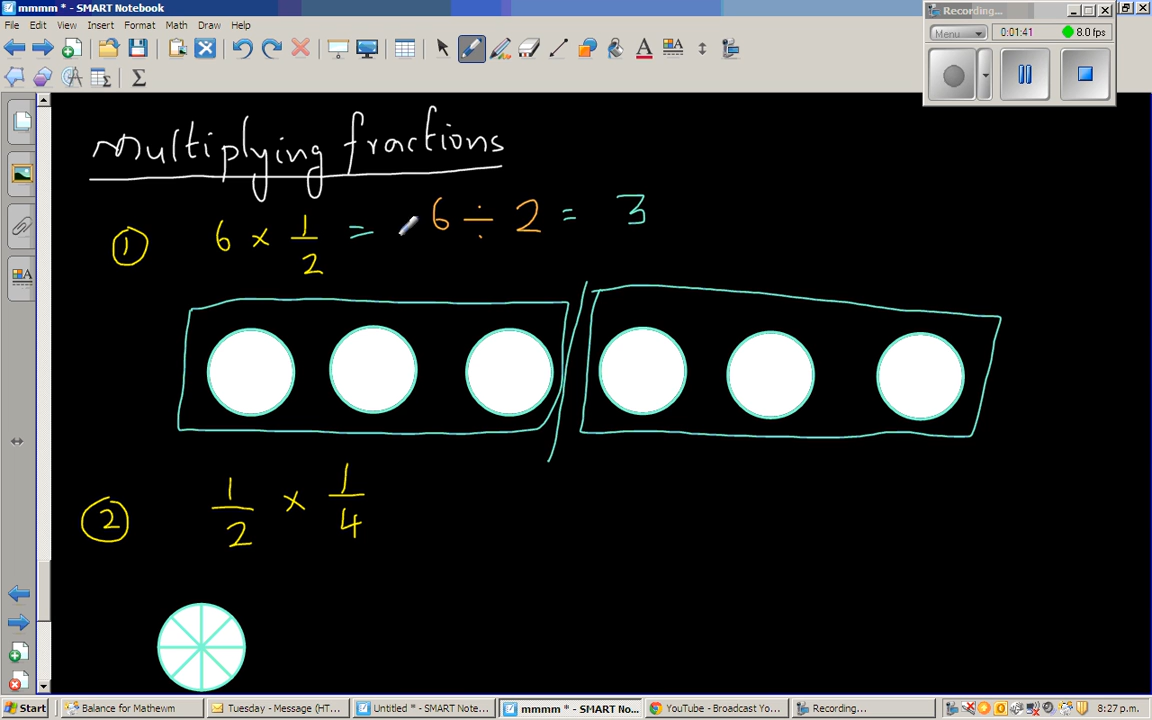 mmmm * - SMART Notebook
File Edit View Insert Format Math Draw Help
Recording...
Menu 0:01:41 8.0 fps
Multiplying fractions
① 6 × 1/2 = 6 ÷ 2 = 3
② 1/2 × 1/4
Start Balance for Mathewm Tuesday - Message (HT... Untitled * - SMART Note... mmmm * - SMART No... YouTube - Broadcast Yo... Recording... 8:27 p.m.